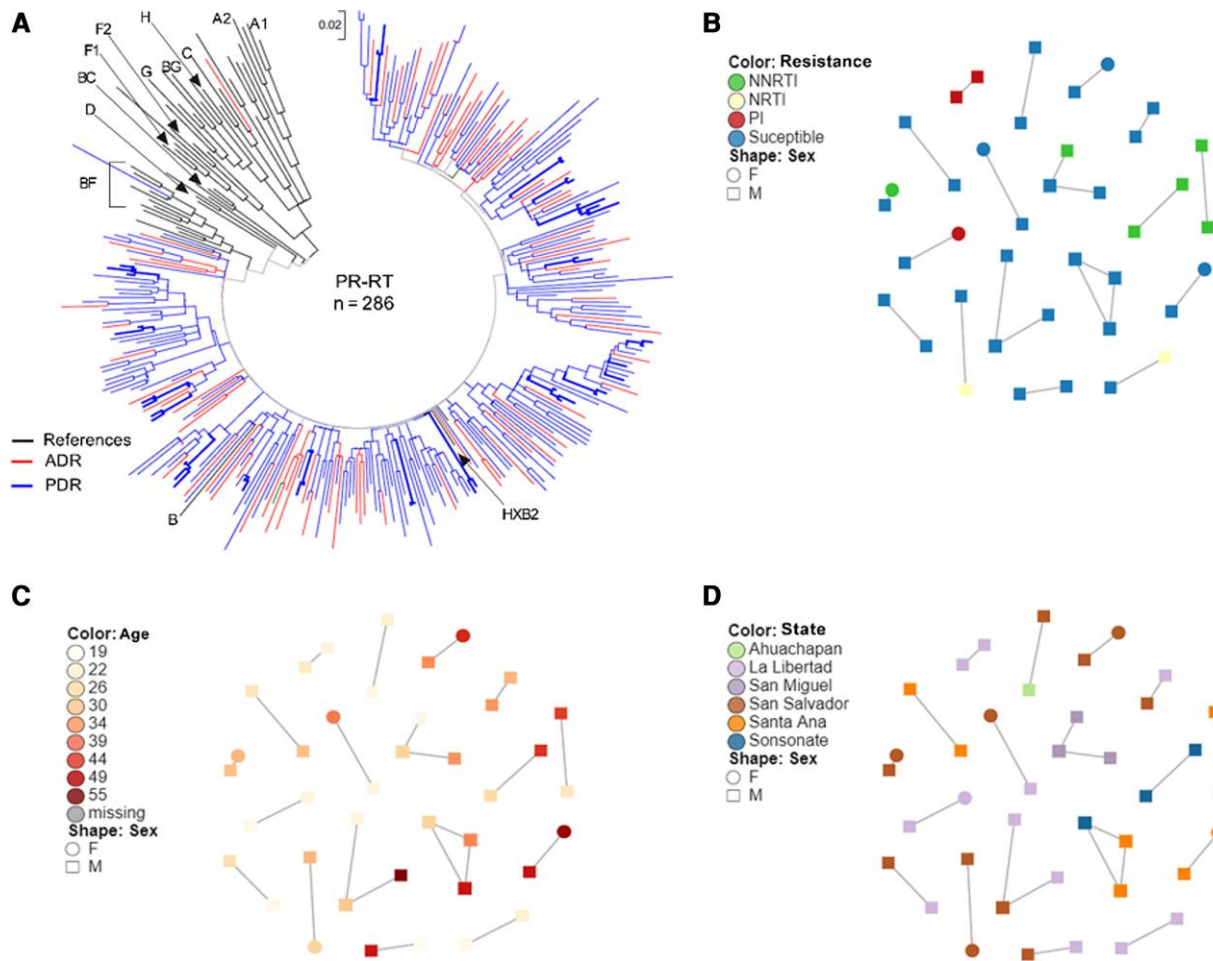 A
H
A2
A1
F2
F1
C
BG
G
BC
D
BF
0.02
PR-RT
n = 286
References
ADR
PDR
B
HXB2
B
Color: Resistance
NNRTI
NRTI
PI
Suceptible
Shape: Sex
F
M
C
Color: Age
19
22
26
30
34
39
44
49
55
missing
Shape: Sex
F
M
D
Color: State
Ahuachapan
La Libertad
San Miguel
San Salvador
Santa Ana
Sonsonate
Shape: Sex
F
M